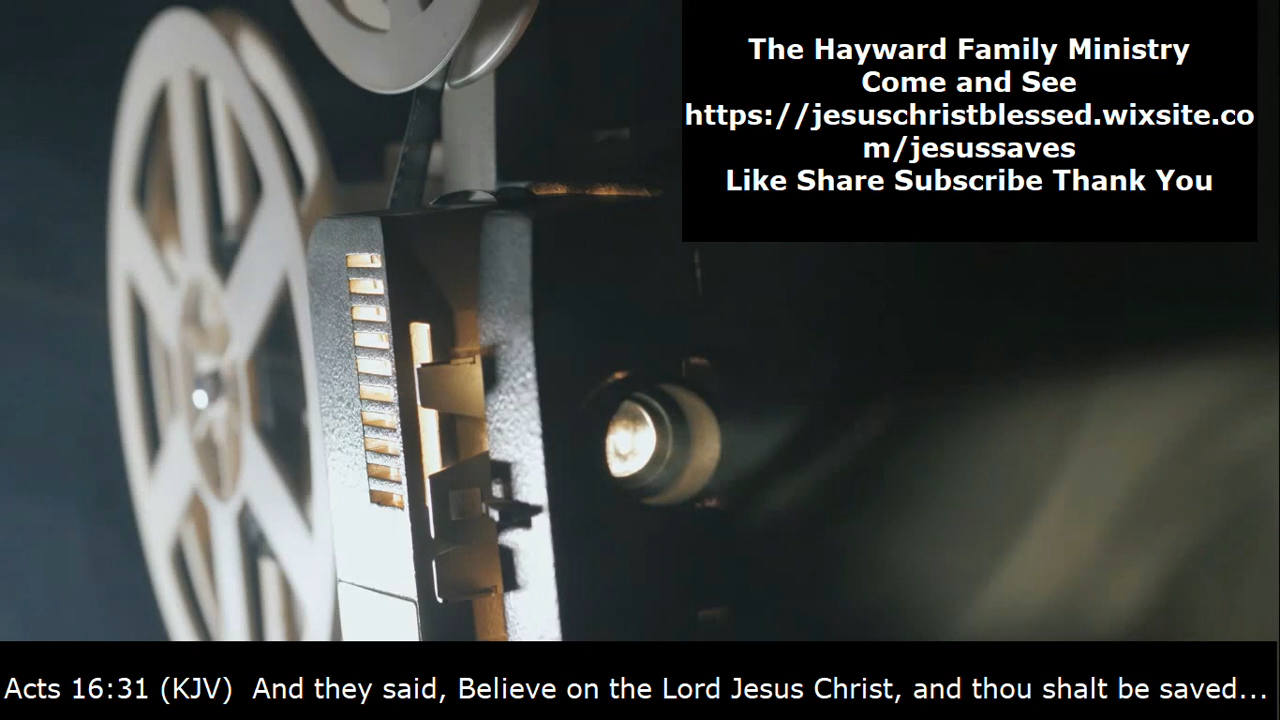 The Hayward Family Ministry
Come and See
https://jesuschristblessed.wixsite.co
m/jesussaves
Like Share Subscribe Thank You
Acts 16:31 (KJV)  And they said, Believe on the Lord Jesus Christ, and thou shalt be saved...